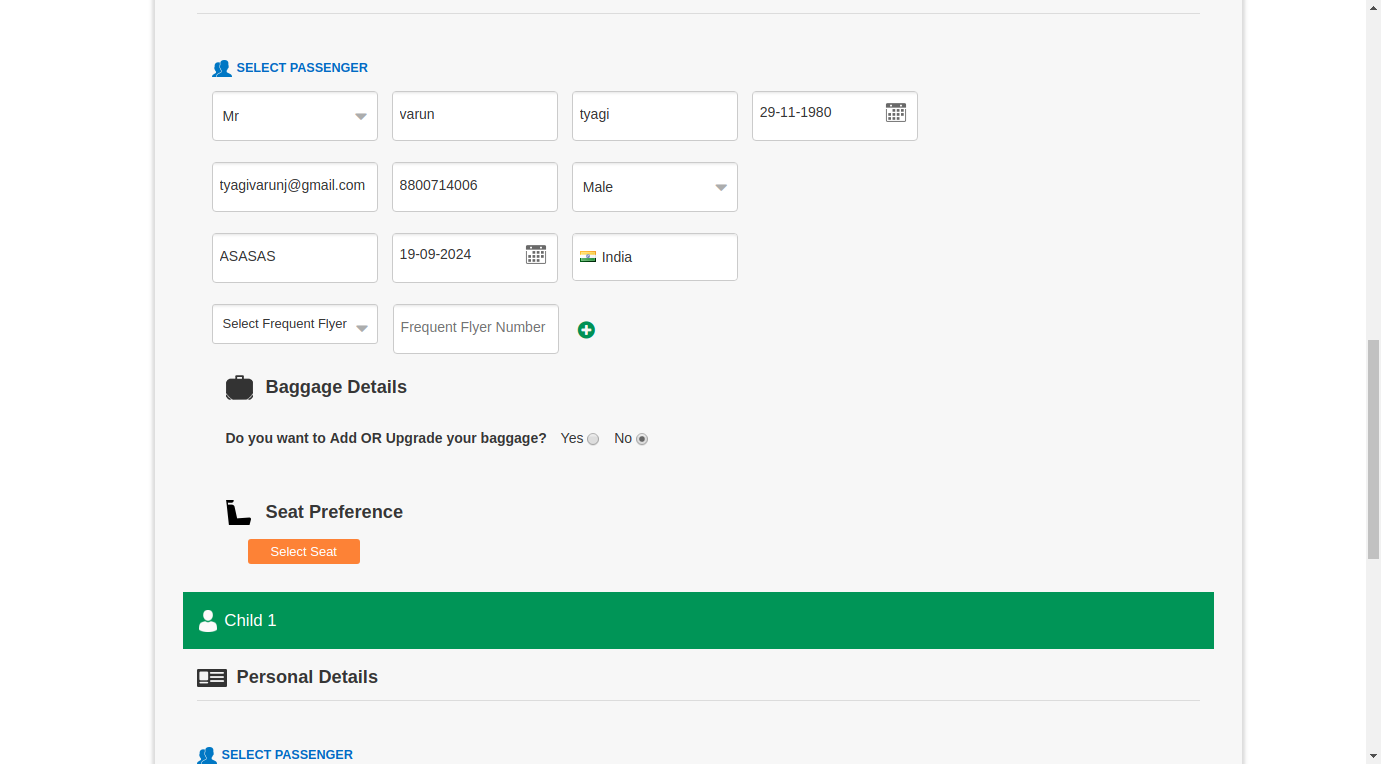 SELECT PASSENGER
Mr varun tyagi 29-11-1980
tyagivarunj@gmail.com 8800714006 Male
ASASAS 19-09-2024 India
Select Frequent Flyer Frequent Flyer Number
Baggage Details
Do you want to Add OR Upgrade your baggage? Yes No
Seat Preference
Select Seat
Child 1
Personal Details
SELECT PASSENGER